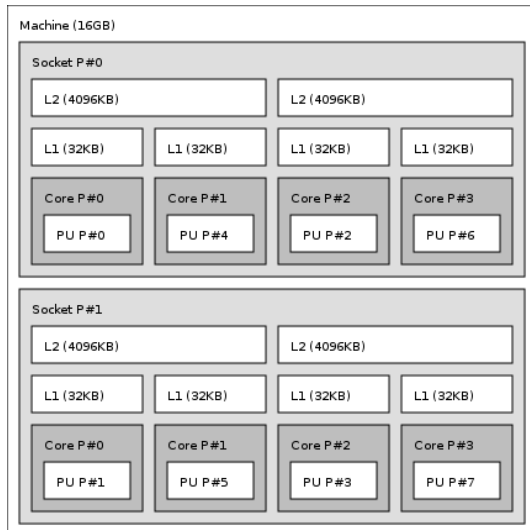 Machine (16GB)
Socket P#0
L2 (4096KB) L2 (4096KB)
L1 (32KB) L1 (32KB) L1 (32KB) L1 (32KB)
Core P#0 Core P#1 Core P#2 Core P#3
PU P#0 PU P#4 PU P#2 PU P#6
Socket P#1
L2 (4096KB) L2 (4096KB)
L1 (32KB) L1 (32KB) L1 (32KB) L1 (32KB)
Core P#0 Core P#1 Core P#2 Core P#3
PU P#1 PU P#5 PU P#3 PU P#7